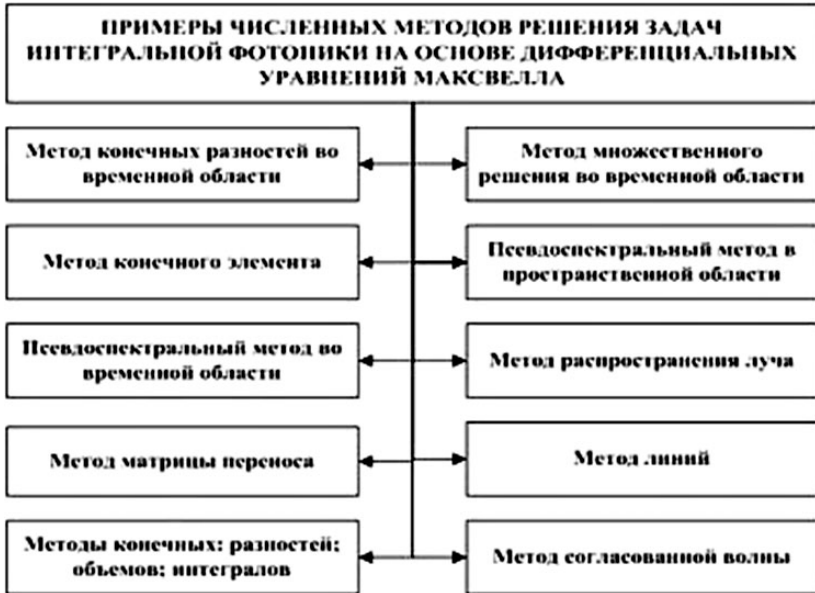 ПРИМЕРЫ ЧИСЛЕННЫХ МЕТОДОВ РЕШЕНИЯ ЗАДАЧ
ИНТЕГРАЛЬНОЙ ФОТОНИКИ НА ОСНОВЕ ДИФФЕРЕНЦИАЛЬНЫХ
УРАВНЕНИЙ МАКСВЕЛЛА
Метод конечных разностей во
временной области
Метод множественного
решения во временной области
Метод конечного элемента
Псевдоспектральный метод в
пространственной области
Псевдоспектральный метод во
временной области
Метод распространения луча
Метод матрицы переноса
Метод линий
Методы конечных: разностей;
объемов; интегралов
Метод согласованной волны